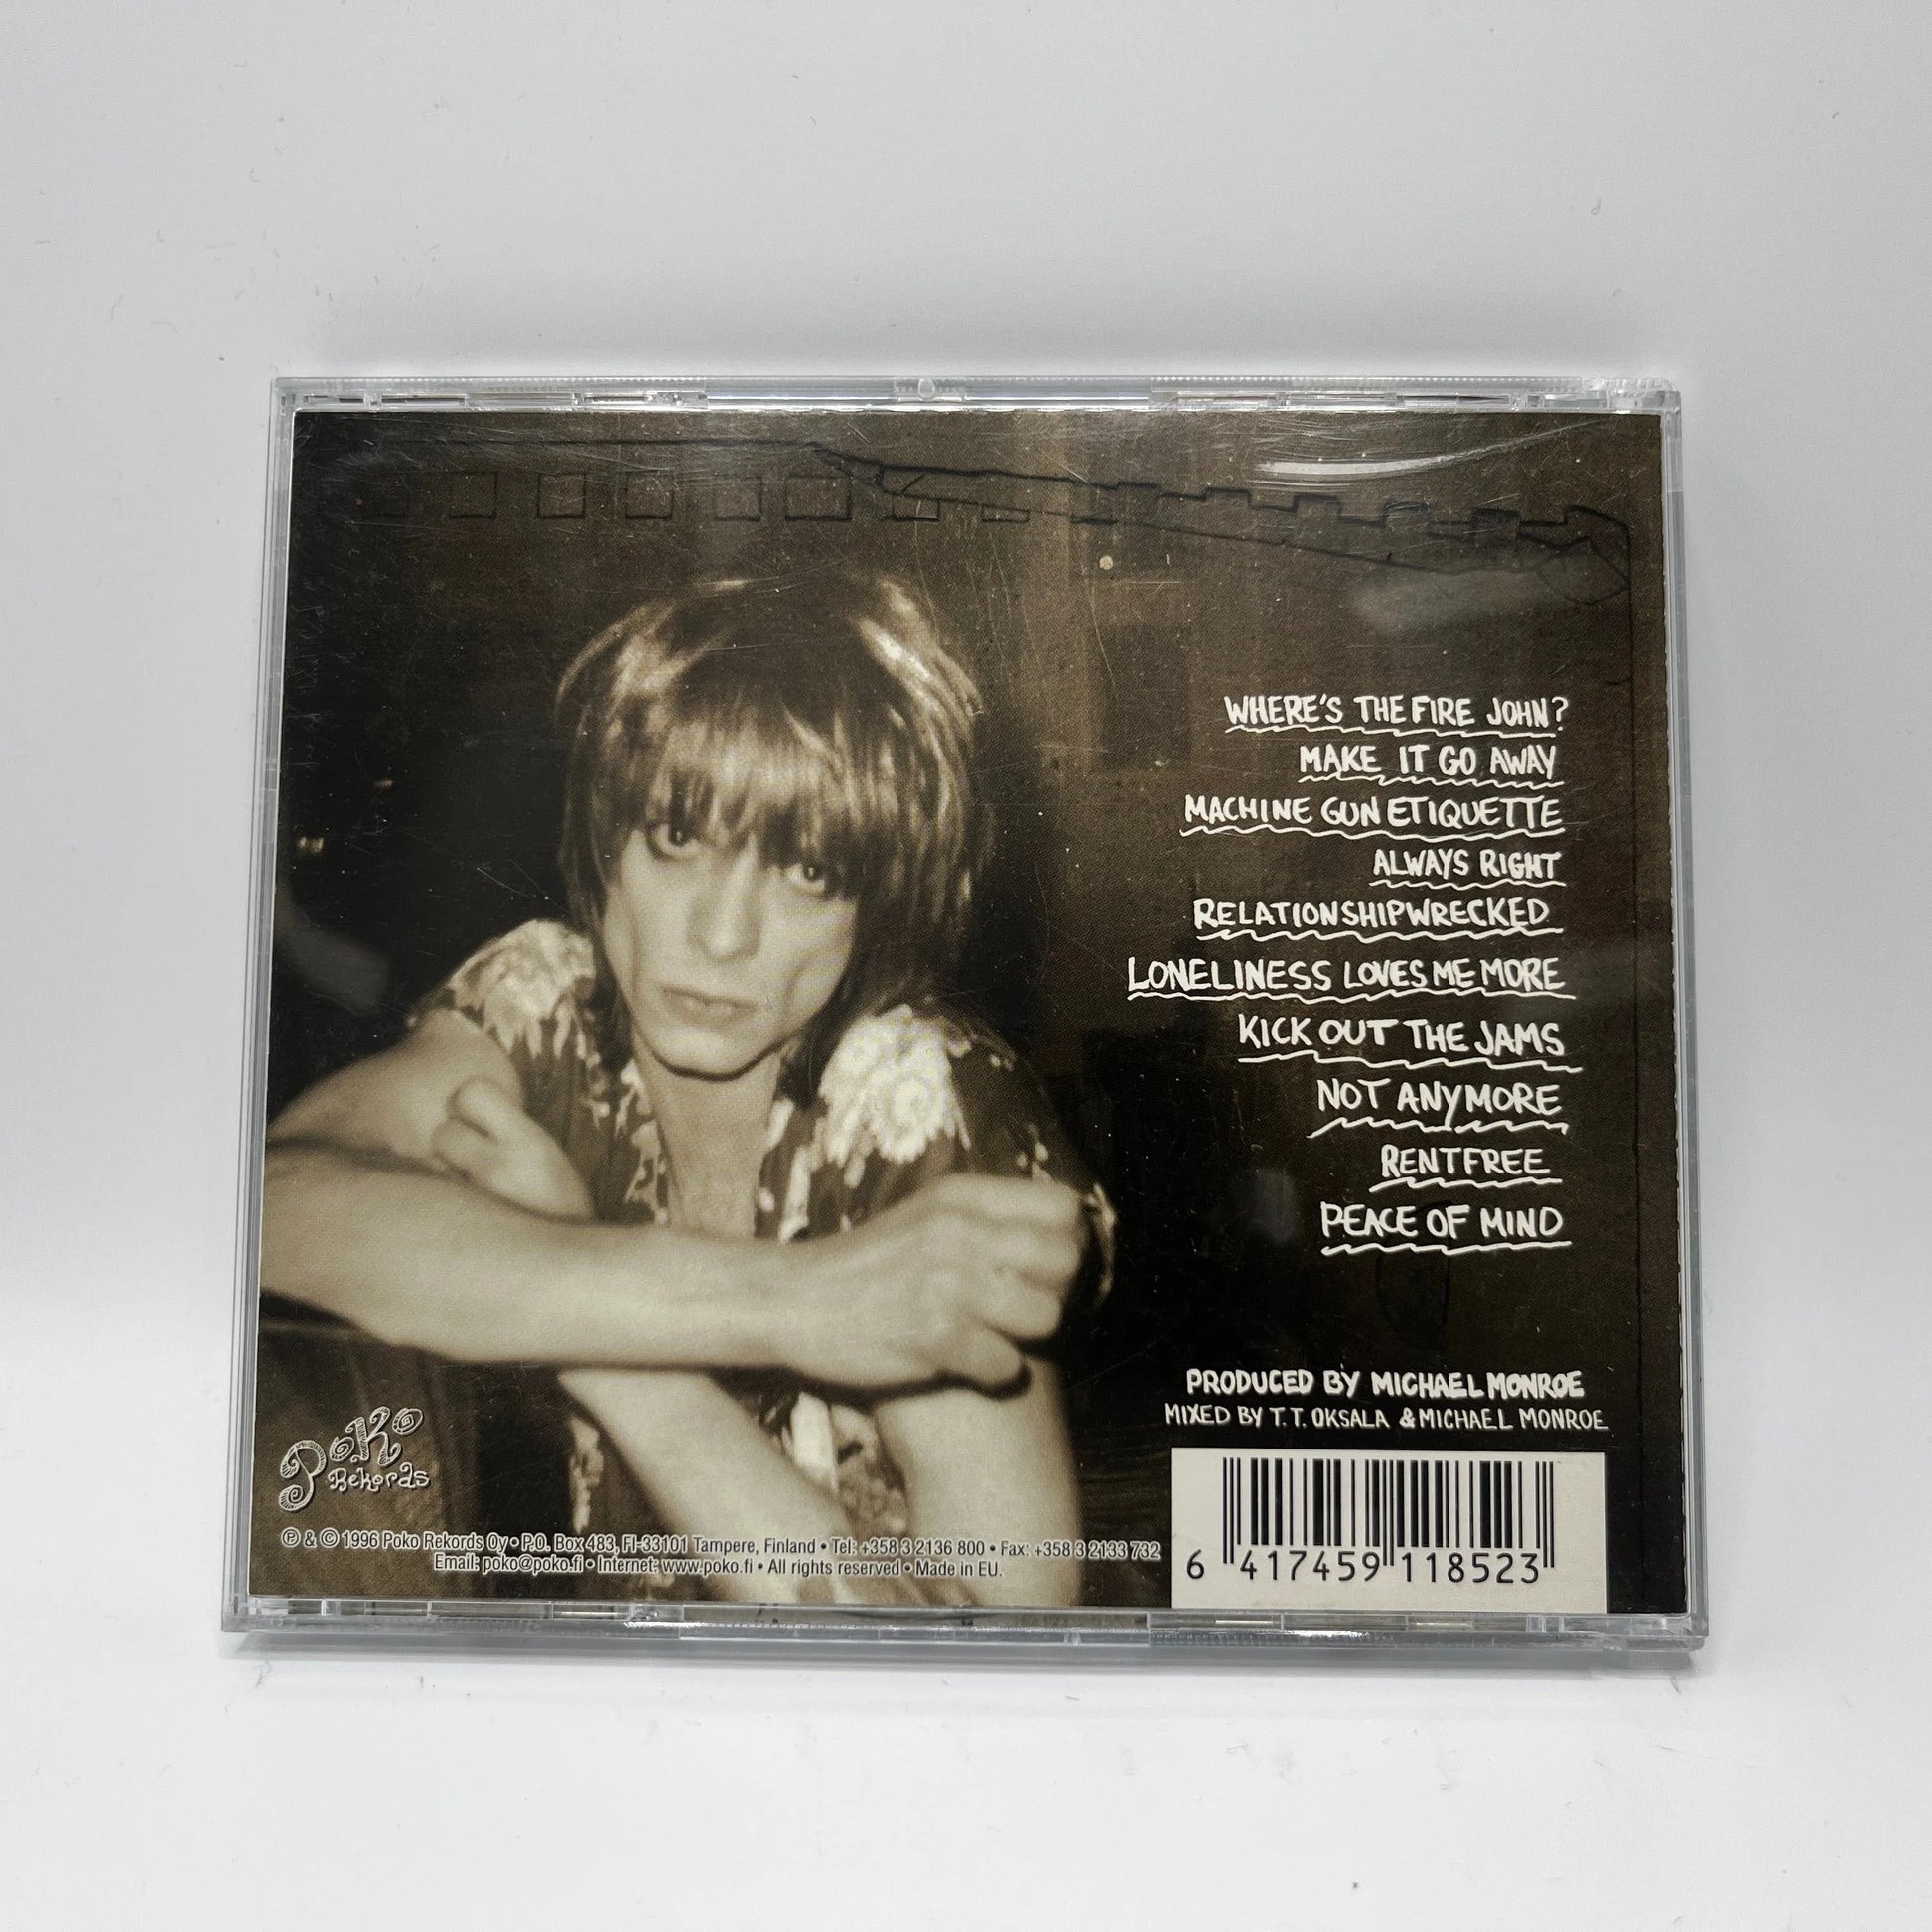 WHERE'S THE FIRE JOHN?
MAKE IT GO AWAY
MACHINE GUN ETIQUETTE
ALWAYS RIGHT
RELATIONSHIPWRECKED
LONELINESS LOVES ME MORE
KICK OUT THE JAMS
NOT ANYMORE
RENTFREE
PEACE OF MIND
PRODUCED BY MICHAEL MONROE
MIXED BY T.T. OKSALA & MICHAEL MONROE
Poko
Rekords
℗ & © 1996 Poko Rekords Oy • P.O. Box 483, FI-33101 Tampere, Finland • Tel: +358 3 2136 800 • Fax: +358 3 2133 732
Email: poko@poko.fi • Internet: www.poko.fi • All rights reserved • Made in EU.
6 417459 118523